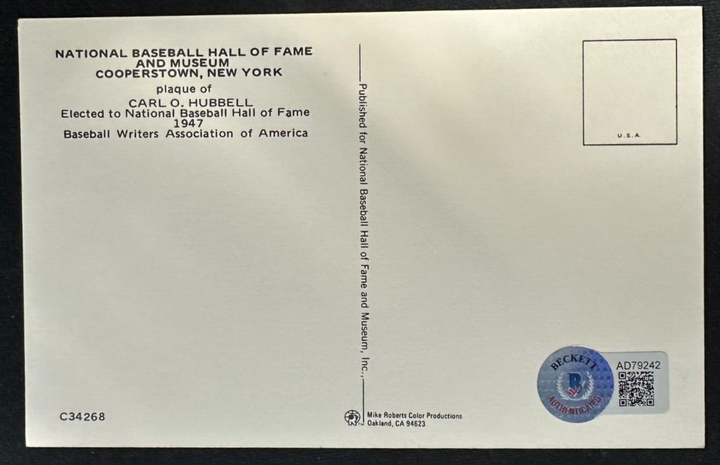 NATIONAL BASEBALL HALL OF FAME
AND MUSEUM
COOPERSTOWN, NEW YORK
plaque of
CARL O. HUBBELL
Elected to National Baseball Hall of Fame
1947
Baseball Writers Association of America
Published for National Baseball Hall of Fame and Museum, Inc.,
U.S.A.
BECKETT
B
AUTHENTICATED
AD79242
C34268
Mike Roberts Color Productions
Oakland, CA 94623